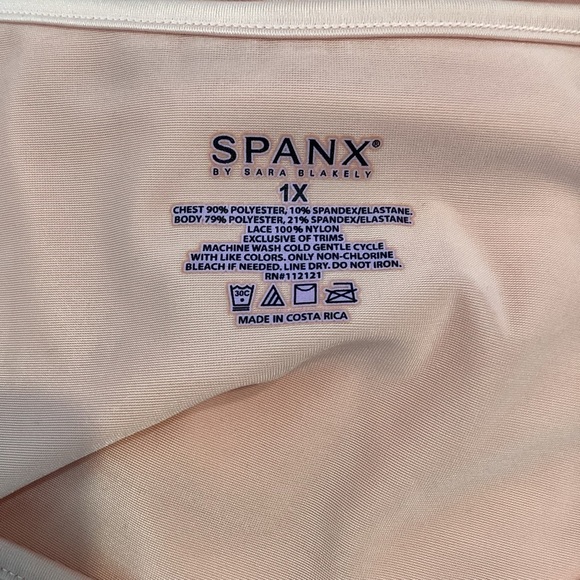 SPANX®
BY SARA BLAKELY
1X
CHEST 90% POLYESTER, 10% SPANDEX/ELASTANE.
BODY 79% POLYESTER, 21% SPANDEX/ELASTANE.
LACE 100% NYLON
EXCLUSIVE OF TRIMS
MACHINE WASH COLD GENTLE CYCLE
WITH LIKE COLORS. ONLY NON-CHLORINE
BLEACH IF NEEDED. LINE DRY. DO NOT IRON.
RN#112121
30C
MADE IN COSTA RICA